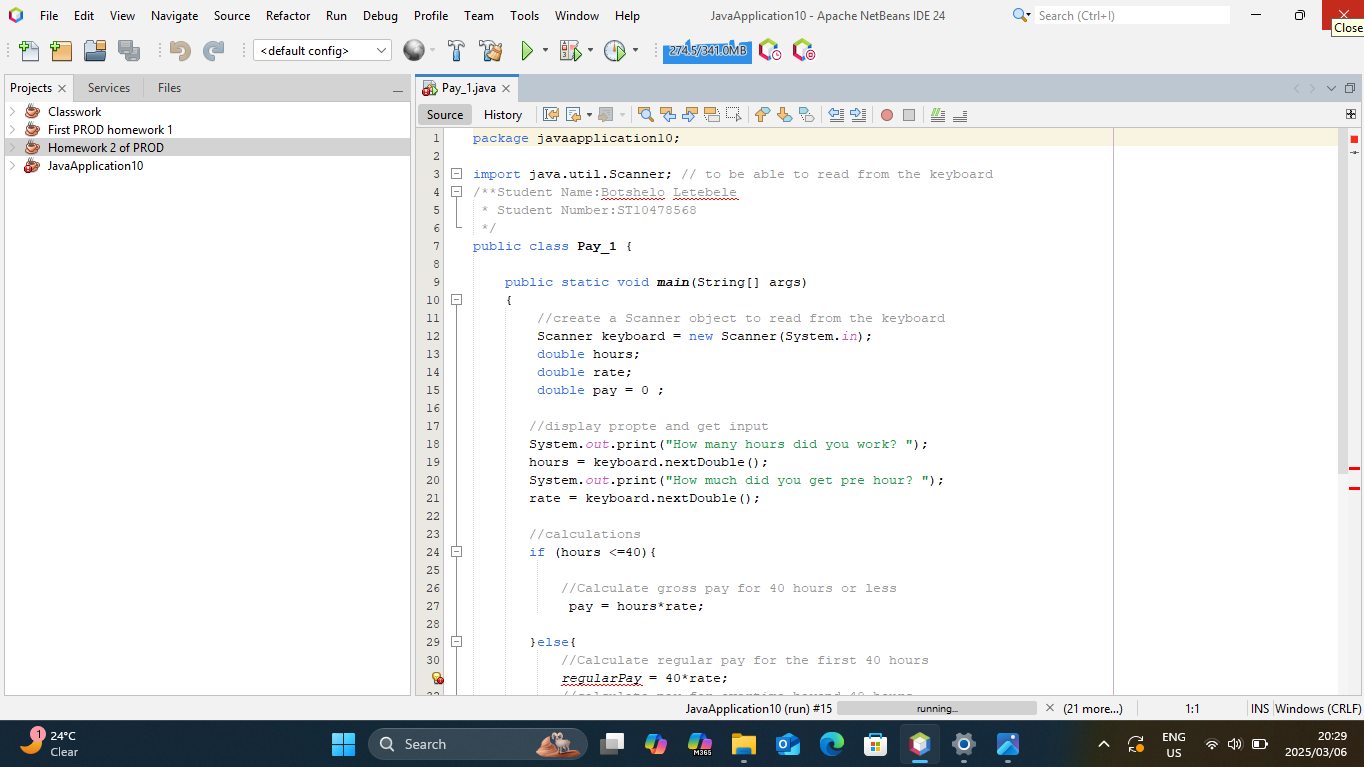 File Edit View Navigate Source Refactor Run Debug Profile Team Tools Window Help
JavaApplication10 - Apache NetBeans IDE 24
Search (Ctrl+I)
Close
<default config>
274.5/341.0MB
Projects Services Files
Pay_1.java
Classwork
First PROD homework 1
Homework 2 of PROD
JavaApplication10
Source History
1 package javaapplication10;
2
3 import java.util.Scanner; // to be able to read from the keyboard
4 /**Student Name:Botshelo Letebele
5 * Student Number:ST10478568
6 */
7 public class Pay_1 {
8
9 public static void main(String[] args)
10 {
11 //create a Scanner object to read from the keyboard
12 Scanner keyboard = new Scanner(System.in);
13 double hours;
14 double rate;
15 double pay = 0 ;
16
17 //display propte and get input
18 System.out.print("How many hours did you work? ");
19 hours = keyboard.nextDouble();
20 System.out.print("How much did you get pre hour? ");
21 rate = keyboard.nextDouble();
22
23 //calculations
24 if (hours <=40){
25
26 //Calculate gross pay for 40 hours or less
27 pay = hours*rate;
28
29 }else{
30 //Calculate regular pay for the first 40 hours
regularPay = 40*rate;
JavaApplication10 (run) #15 running... (21 more...) 1:1 INS Windows (CRLF)
1
24°C
Clear
Search
M365
ENG
US
20:29
2025/03/06